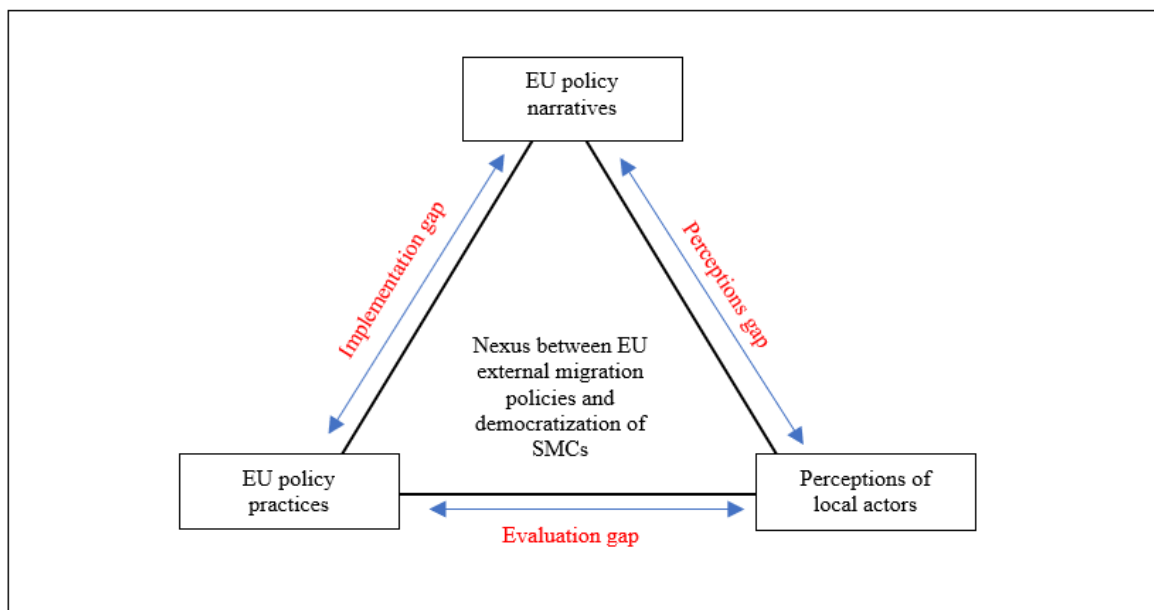 EU policy
narratives
Implementation gap
Perceptions gap
Nexus between EU
external migration
policies and
democratization of
SMCs
EU policy
practices
Perceptions of
local actors
Evaluation gap